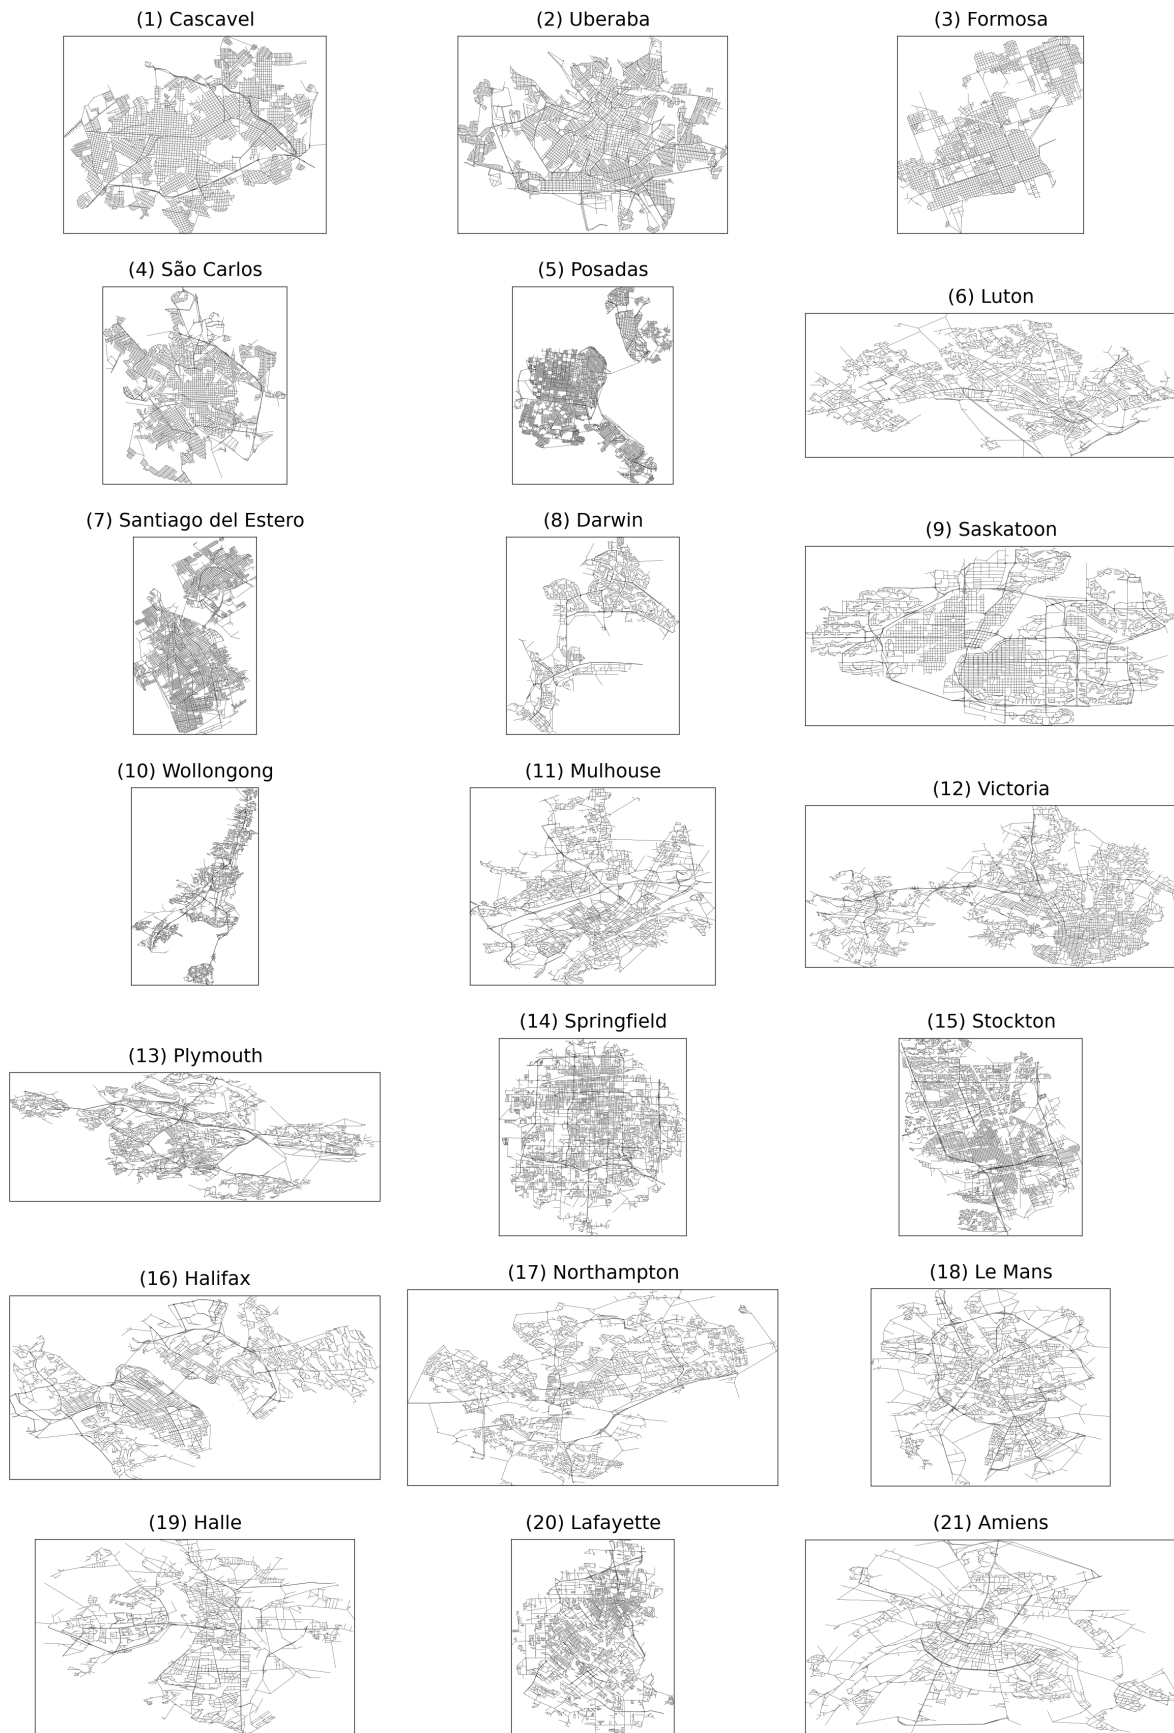 (1) Cascavel
(2) Uberaba
(3) Formosa
(4) São Carlos
(5) Posadas
(6) Luton
(7) Santiago del Estero
(8) Darwin
(9) Saskatoon
(10) Wollongong
(11) Mulhouse
(12) Victoria
(13) Plymouth
(14) Springfield
(15) Stockton
(16) Halifax
(17) Northampton
(18) Le Mans
(19) Halle
(20) Lafayette
(21) Amiens